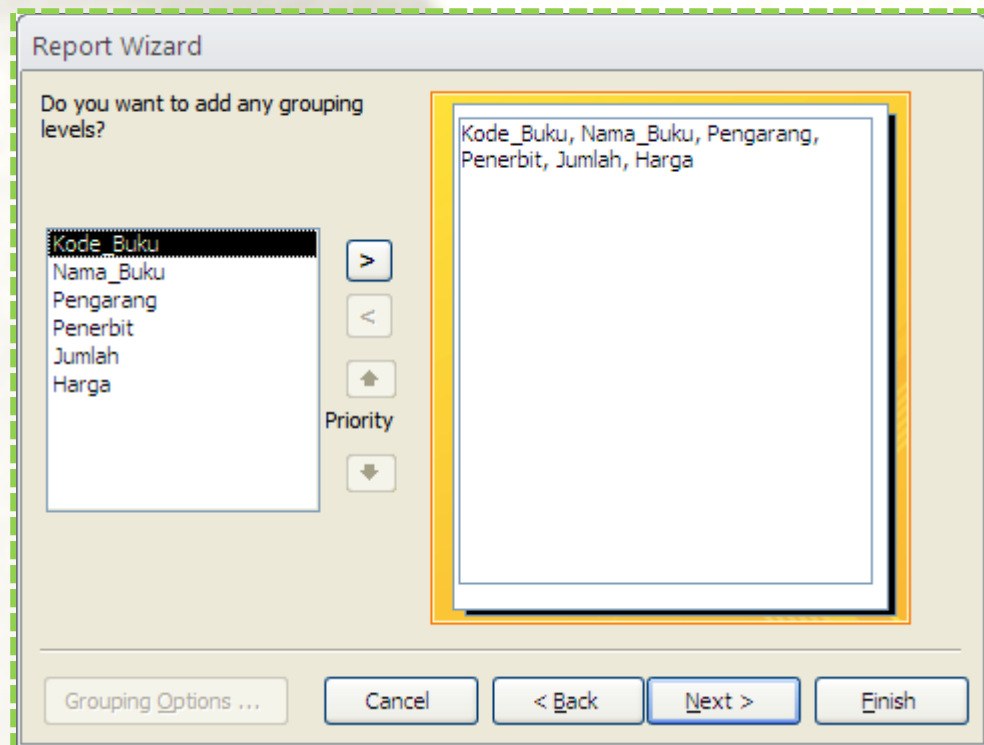 Report Wizard
Do you want to add any grouping
levels?
Kode_Buku
Nama_Buku
Pengarang
Penerbit
Jumlah
Harga
>
<
Priority
Kode_Buku, Nama_Buku, Pengarang,
Penerbit, Jumlah, Harga
Grouping Options ...
Cancel
< Back
Next >
Finish